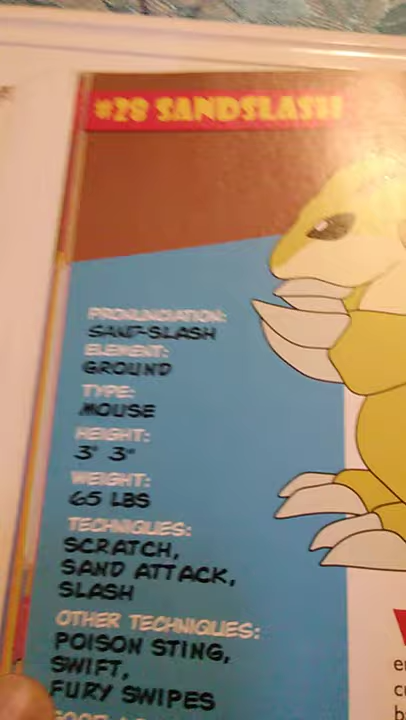 #28 SANDSLASH
PRONUNCIATION:
SAND-SLASH
ELEMENT:
GROUND
TYPE:
MOUSE
HEIGHT:
3' 3"
WEIGHT:
65 LBS
TECHNIQUES:
SCRATCH,
SAND ATTACK,
SLASH
OTHER TECHNIQUES:
POISON STING,
SWIFT,
FURY SWIPES